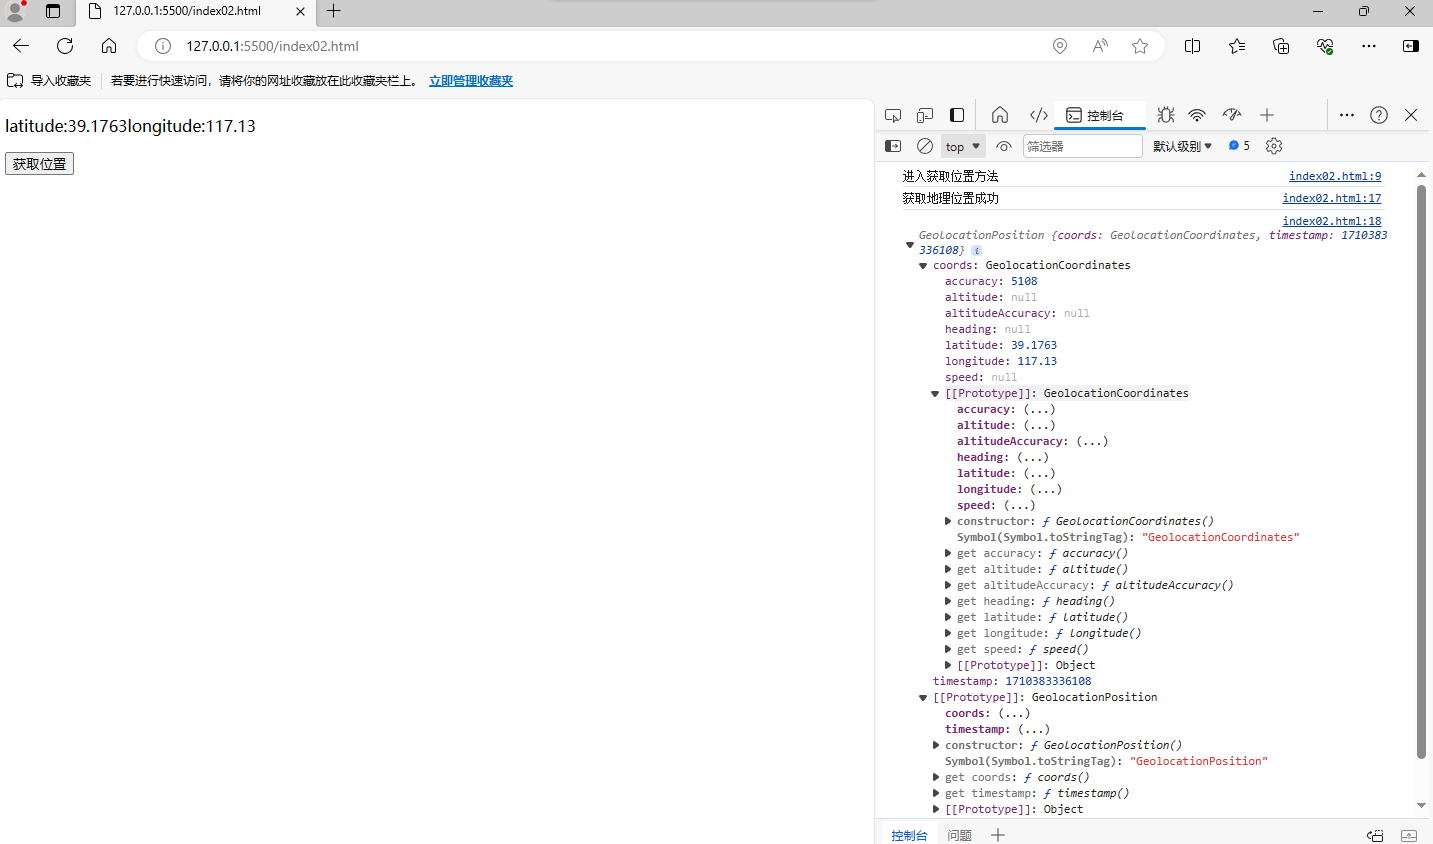 127.0.0.1:5500/index02.html
127.0.0.1:5500/index02.html
导入收藏夹 若要进行快速访问，请将你的网址收藏放在此收藏夹栏上。 立即管理收藏夹
latitude:39.1763longitude:117.13
获取位置
控制台
top 筛选器 默认级别 5
进入获取位置方法 index02.html:9
获取地理位置成功 index02.html:17
index02.html:18
GeolocationPosition {coords: GeolocationCoordinates, timestamp: 1710383
336108}
coords: GeolocationCoordinates
accuracy: 5108
altitude: null
altitudeAccuracy: null
heading: null
latitude: 39.1763
longitude: 117.13
speed: null
[[Prototype]]: GeolocationCoordinates
accuracy: (...)
altitude: (...)
altitudeAccuracy: (...)
heading: (...)
latitude: (...)
longitude: (...)
speed: (...)
constructor: ƒ GeolocationCoordinates()
Symbol(Symbol.toStringTag): "GeolocationCoordinates"
get accuracy: ƒ accuracy()
get altitude: ƒ altitude()
get altitudeAccuracy: ƒ altitudeAccuracy()
get heading: ƒ heading()
get latitude: ƒ latitude()
get longitude: ƒ longitude()
get speed: ƒ speed()
[[Prototype]]: Object
timestamp: 1710383336108
[[Prototype]]: GeolocationPosition
coords: (...)
timestamp: (...)
constructor: ƒ GeolocationPosition()
Symbol(Symbol.toStringTag): "GeolocationPosition"
get coords: ƒ coords()
get timestamp: ƒ timestamp()
[[Prototype]]: Object
控制台 问题